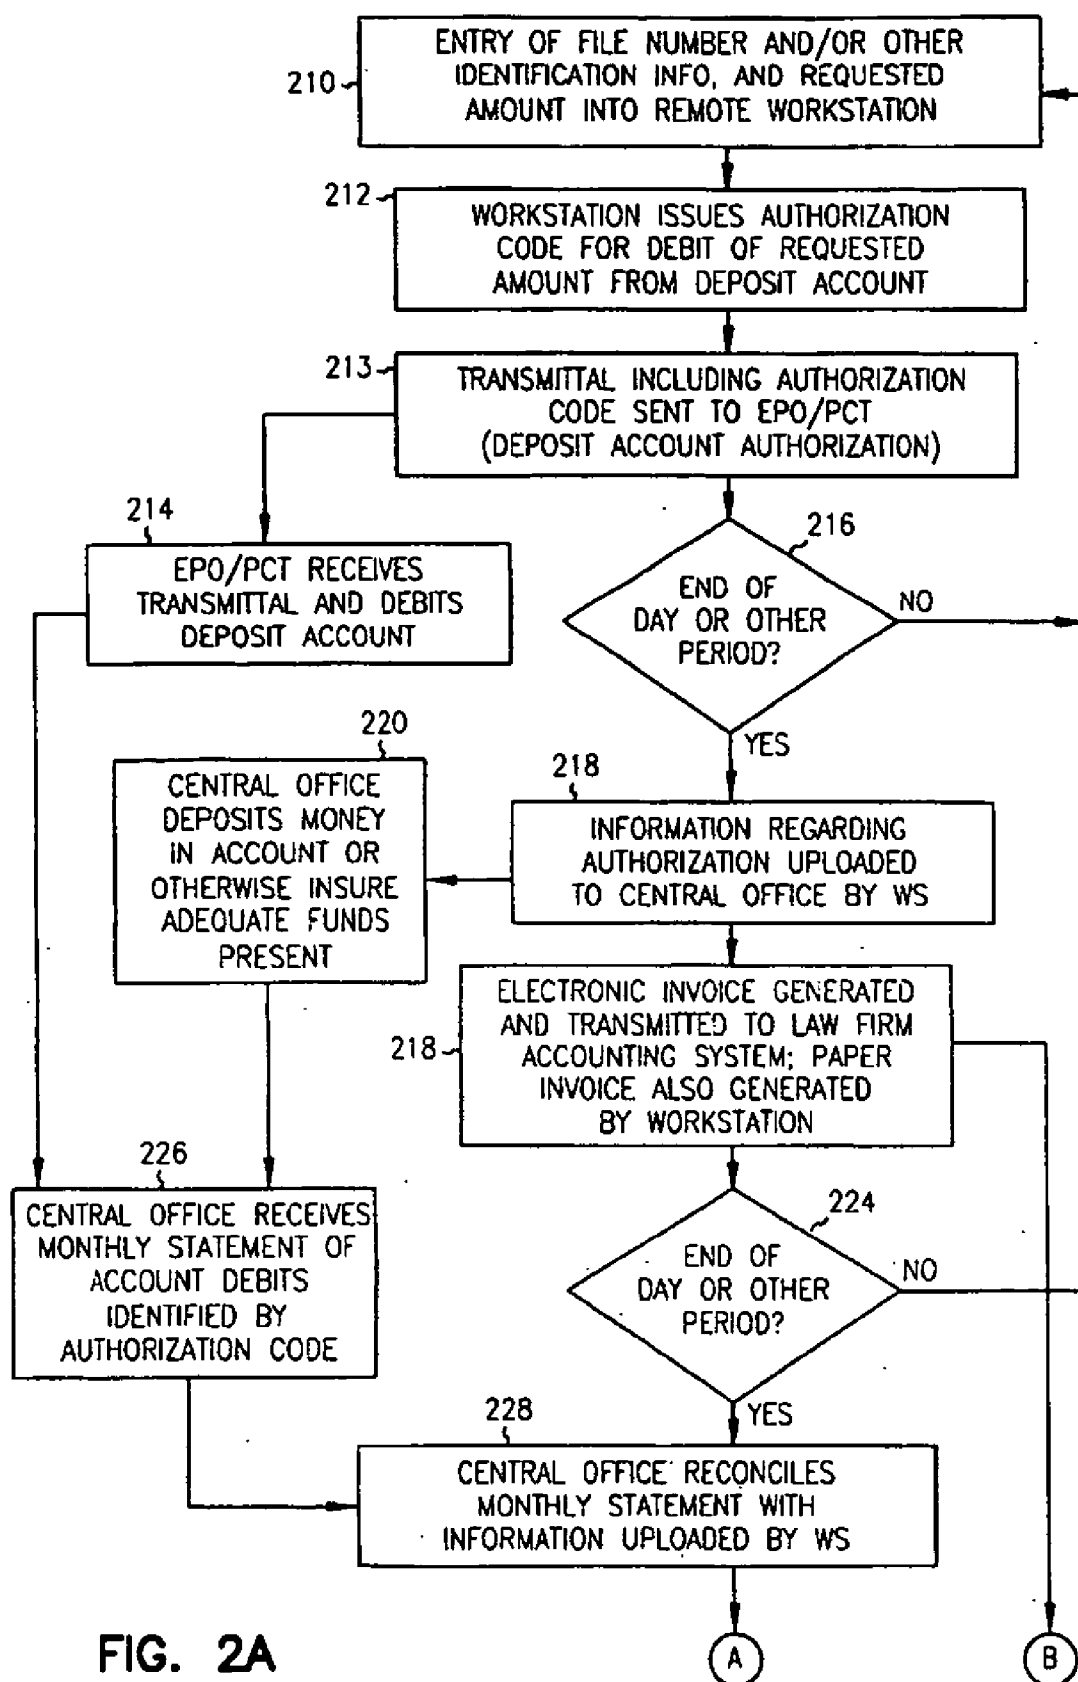 210
ENTRY OF FILE NUMBER AND/OR OTHER
IDENTIFICATION INFO, AND REQUESTED
AMOUNT INTO REMOTE WORKSTATION
212
WORKSTATION ISSUES AUTHORIZATION
CODE FOR DEBIT OF REQUESTED
AMOUNT FROM DEPOSIT ACCOUNT
213
TRANSMITTAL INCLUDING AUTHORIZATION
CODE SENT TO EPO/PCT
(DEPOSIT ACCOUNT AUTHORIZATION)
214
EPO/PCT RECEIVES
TRANSMITTAL AND DEBITS
DEPOSIT ACCOUNT
216
END OF
DAY OR OTHER
PERIOD?
NO
YES
220
CENTRAL OFFICE
DEPOSITS MONEY
IN ACCOUNT OR
OTHERWISE INSURE
ADEQUATE FUNDS
PRESENT
218
INFORMATION REGARDING
AUTHORIZATION UPLOADED
TO CENTRAL OFFICE BY WS
218
ELECTRONIC INVOICE GENERATED
AND TRANSMITTED TO LAW FIRM
ACCOUNTING SYSTEM; PAPER
INVOICE ALSO GENERATED
BY WORKSTATION
226
CENTRAL OFFICE RECEIVES
MONTHLY STATEMENT OF
ACCOUNT DEBITS
IDENTIFIED BY
AUTHORIZATION CODE
224
END OF
DAY OR OTHER
PERIOD?
NO
YES
228
CENTRAL OFFICE RECONCILES
MONTHLY STATEMENT WITH
INFORMATION UPLOADED BY WS
A
B
FIG. 2A